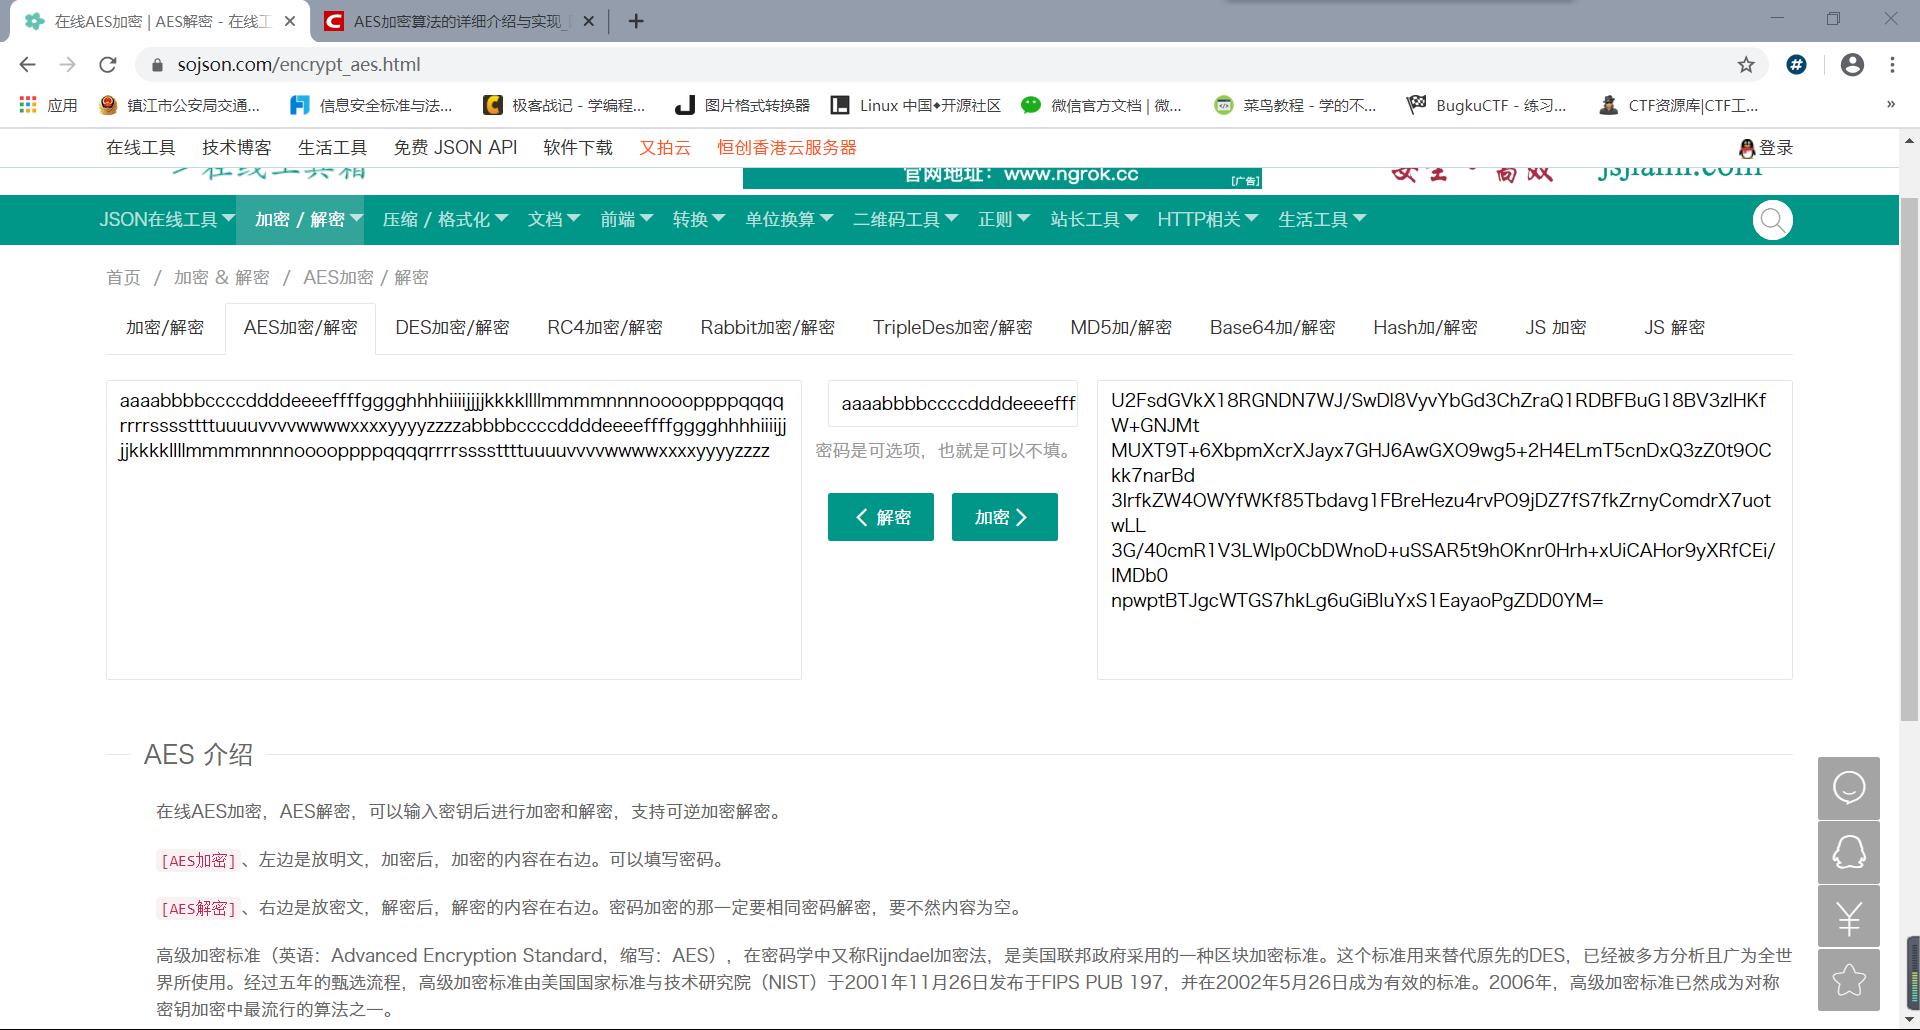 在线AES加密 | AES解密 - 在线工
AES加密算法的详细介绍与实现_
sojson.com/encrypt_aes.html
应用
镇江市公安局交通...
信息安全标准与法...
极客战记 - 学编程...
图片格式转换器
Linux 中国◆开源社区
微信官方文档 | 微...
菜鸟教程 - 学的不...
BugkuCTF - 练习...
CTF资源库|CTF工...
»
在线工具 技术博客 生活工具 免费 JSON API 软件下载 又拍云 恒创香港云服务器 登录
在线工具箱
官网地址：www.ngrok.cc
[广告]
安全·高效
jsjiami.com
JSON在线工具 加密 / 解密 压缩 / 格式化 文档 前端 转换 单位换算 二维码工具 正则 站长工具 HTTP相关 生活工具
首页 / 加密 & 解密 / AES加密 / 解密
加密/解密 AES加密/解密 DES加密/解密 RC4加密/解密 Rabbit加密/解密 TripleDes加密/解密 MD5加/解密 Base64加/解密 Hash加/解密 JS 加密 JS 解密
aaaabbbbccccddddeeeeffffgggghhhhiiiijjjjkkkkllllmmmmnnnnooooppppqqqq
rrrrssssttttuuuuvvvvwwwwxxxxyyyyzzzzabbbbccccddddeeeeffffgggghhhhiiiijj
jjkkkkllllmmmmnnnnooooppppqqqqrrrrssssttttuuuuvvvvwwwwxxxxyyyyzzzz
aaaabbbbccccddddeeeefff
密码是可选项，也就是可以不填。
解密
加密
U2FsdGVkX18RGNDN7WJ/SwDl8VyvYbGd3ChZraQ1RDBFBuG18BV3zlHKf
W+GNJMt
MUXT9T+6XbpmXcrXJayx7GHJ6AwGXO9wg5+2H4ELmT5cnDxQ3zZ0t9OC
kk7narBd
3lrfkZW4OWYfWKf85Tbdavg1FBreHezu4rvPO9jDZ7fS7fkZrnyComdrX7uot
wLL
3G/40cmR1V3LWlp0CbDWnoD+uSSAR5t9hOKnr0Hrh+xUiCAHor9yXRfCEi/
lMDb0
npwptBTJgcWTGS7hkLg6uGiBluYxS1EayaoPgZDD0YM=
AES 介绍
在线AES加密，AES解密，可以输入密钥后进行加密和解密，支持可逆加密解密。
[AES加密]、左边是放明文，加密后，加密的内容在右边。可以填写密码。
[AES解密]、右边是放密文，解密后，解密的内容在右边。密码加密的那一定要相同密码解密，要不然内容为空。
高级加密标准（英语：Advanced Encryption Standard，缩写：AES），在密码学中又称Rijndael加密法，是美国联邦政府采用的一种区块加密标准。这个标准用来替代原先的DES，已经被多方分析且广为全世
界所使用。经过五年的甄选流程，高级加密标准由美国国家标准与技术研究院（NIST）于2001年11月26日发布于FIPS PUB 197，并在2002年5月26日成为有效的标准。2006年，高级加密标准已然成为对称
密钥加密中最流行的算法之一。